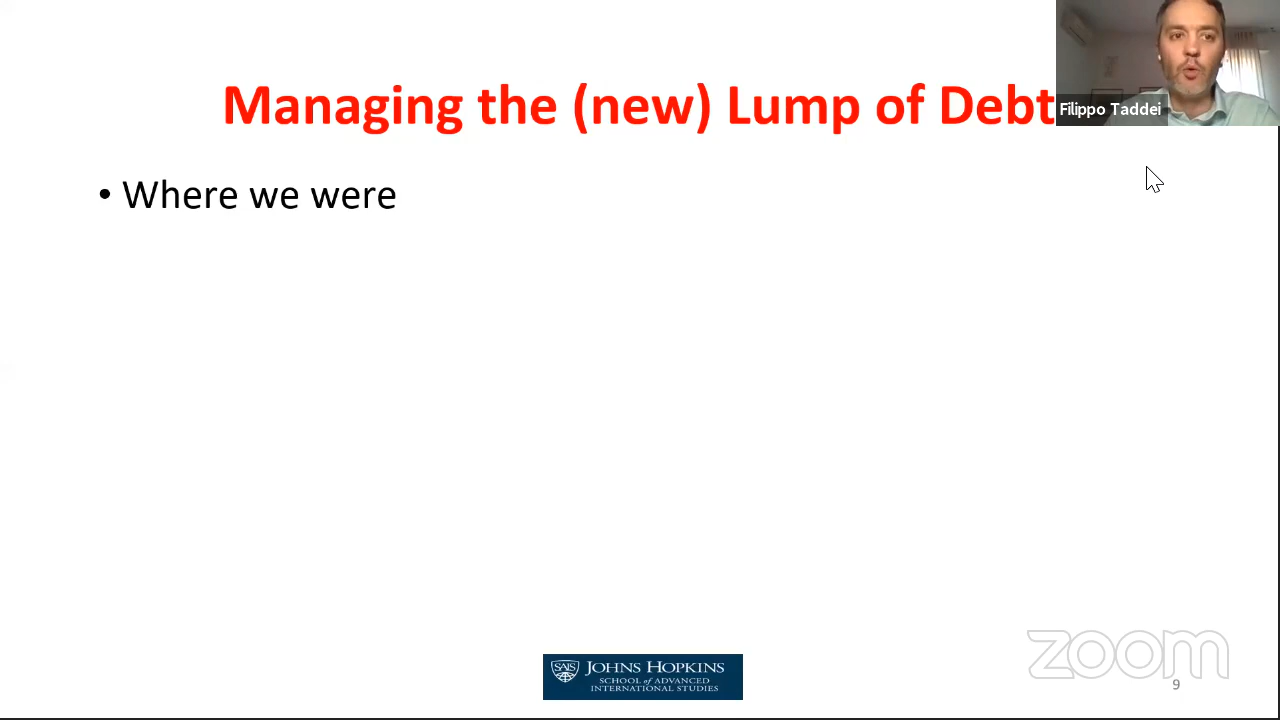 Managing the (new) Lump of Debt
Filippo Taddei
• Where we were
SAIS
JOHNS HOPKINS
SCHOOL of ADVANCED
INTERNATIONAL STUDIES
zoom
9